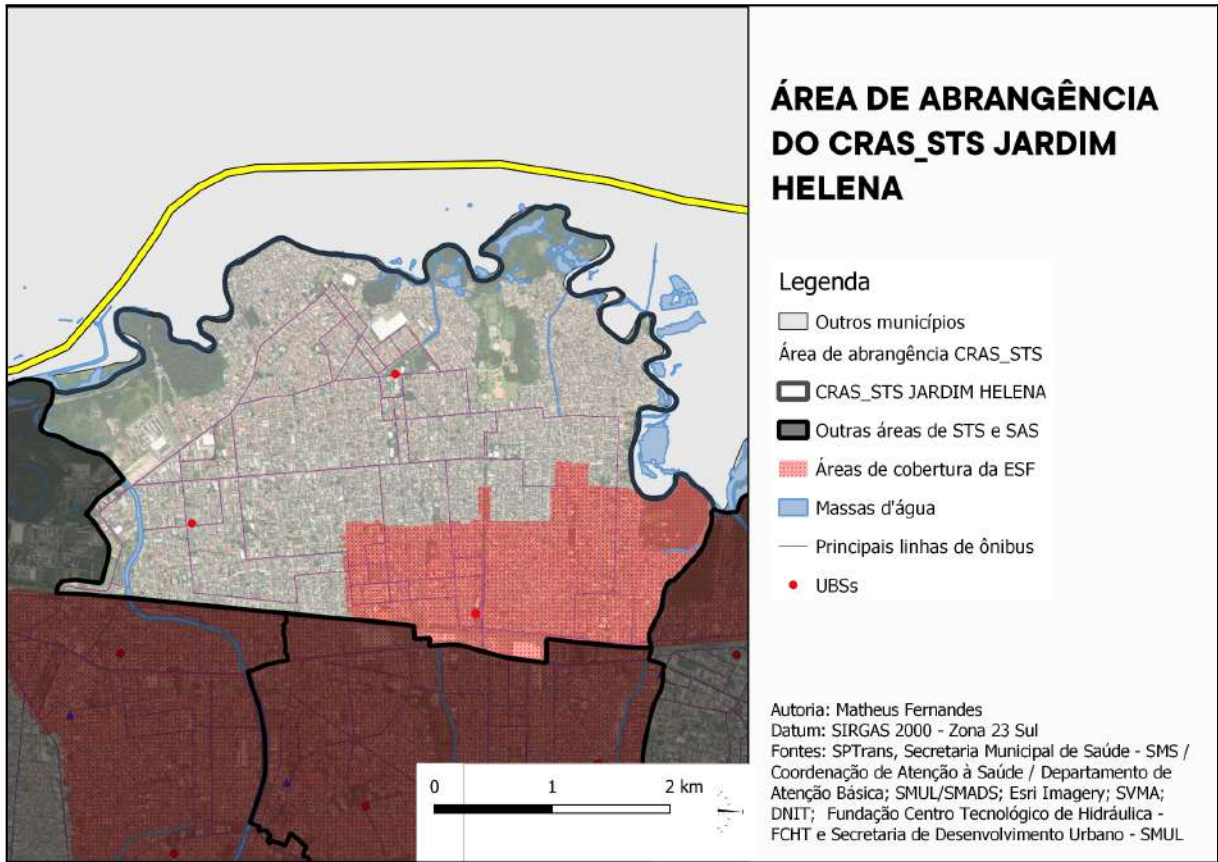 ÁREA DE ABRANGÊNCIA
DO CRAS_STS JARDIM
HELENA
Legenda
Outros municípios
Área de abrangência CRAS_STS
CRAS_STS JARDIM HELENA
Outras áreas de STS e SAS
Áreas de cobertura da ESF
Massas d'água
Principais linhas de ônibus
UBSs
Autoria: Matheus Fernandes
Datum: SIRGAS 2000 - Zona 23 Sul
Fontes: SPTrans, Secretaria Municipal de Saúde - SMS /
Coordenação de Atenção à Saúde / Departamento de
Atenção Básica; SMUL/SMADS; Esri Imagery; SVMA;
DNIT; Fundação Centro Tecnológico de Hidráulica -
FCHT e Secretaria de Desenvolvimento Urbano - SMUL
0 1 2 km